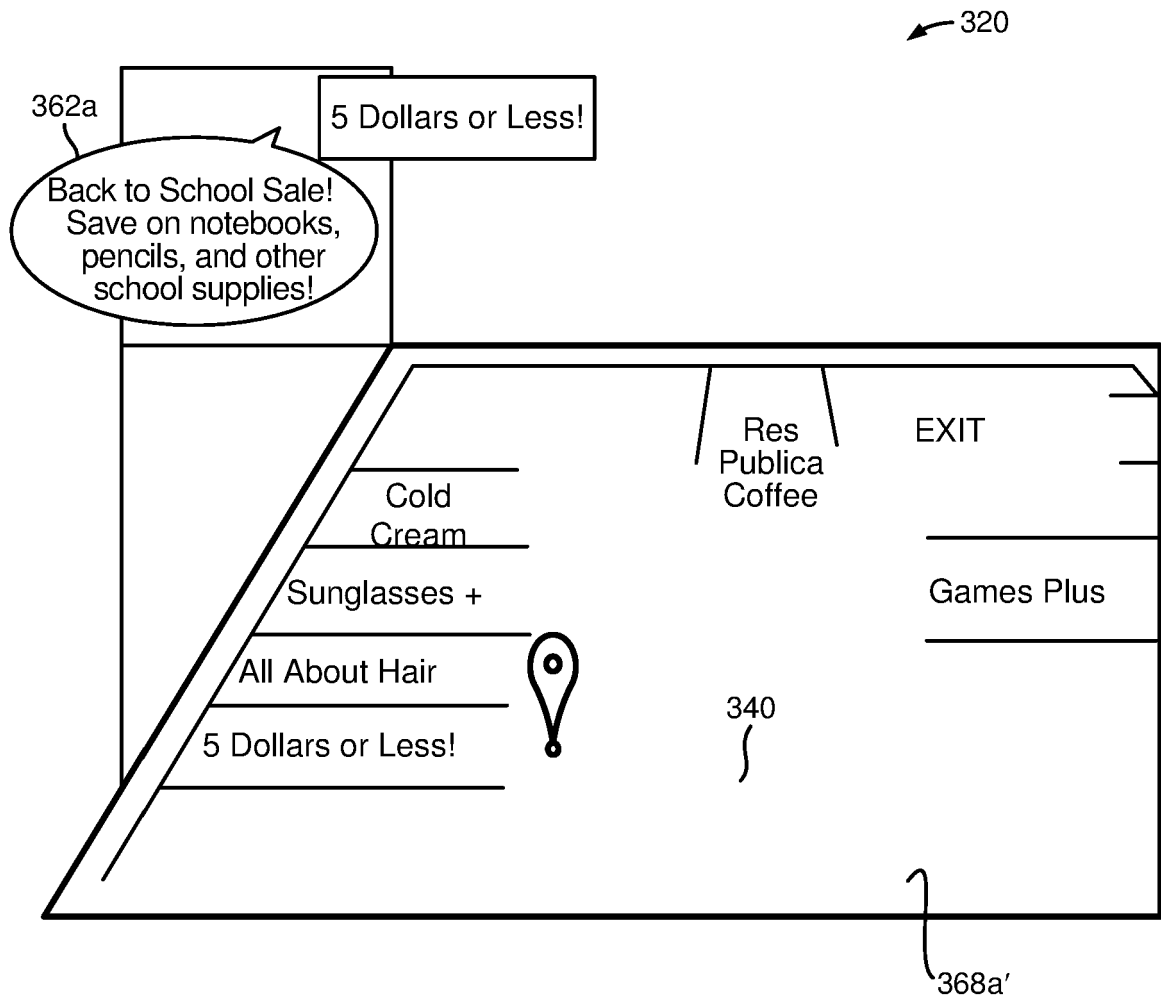 320
362a
5 Dollars or Less!
Back to School Sale!
Save on notebooks,
pencils, and other
school supplies!
Res
Publica
Coffee
EXIT
Cold
Cream
Sunglasses +
Games Plus
All About Hair
340
5 Dollars or Less!
368a′